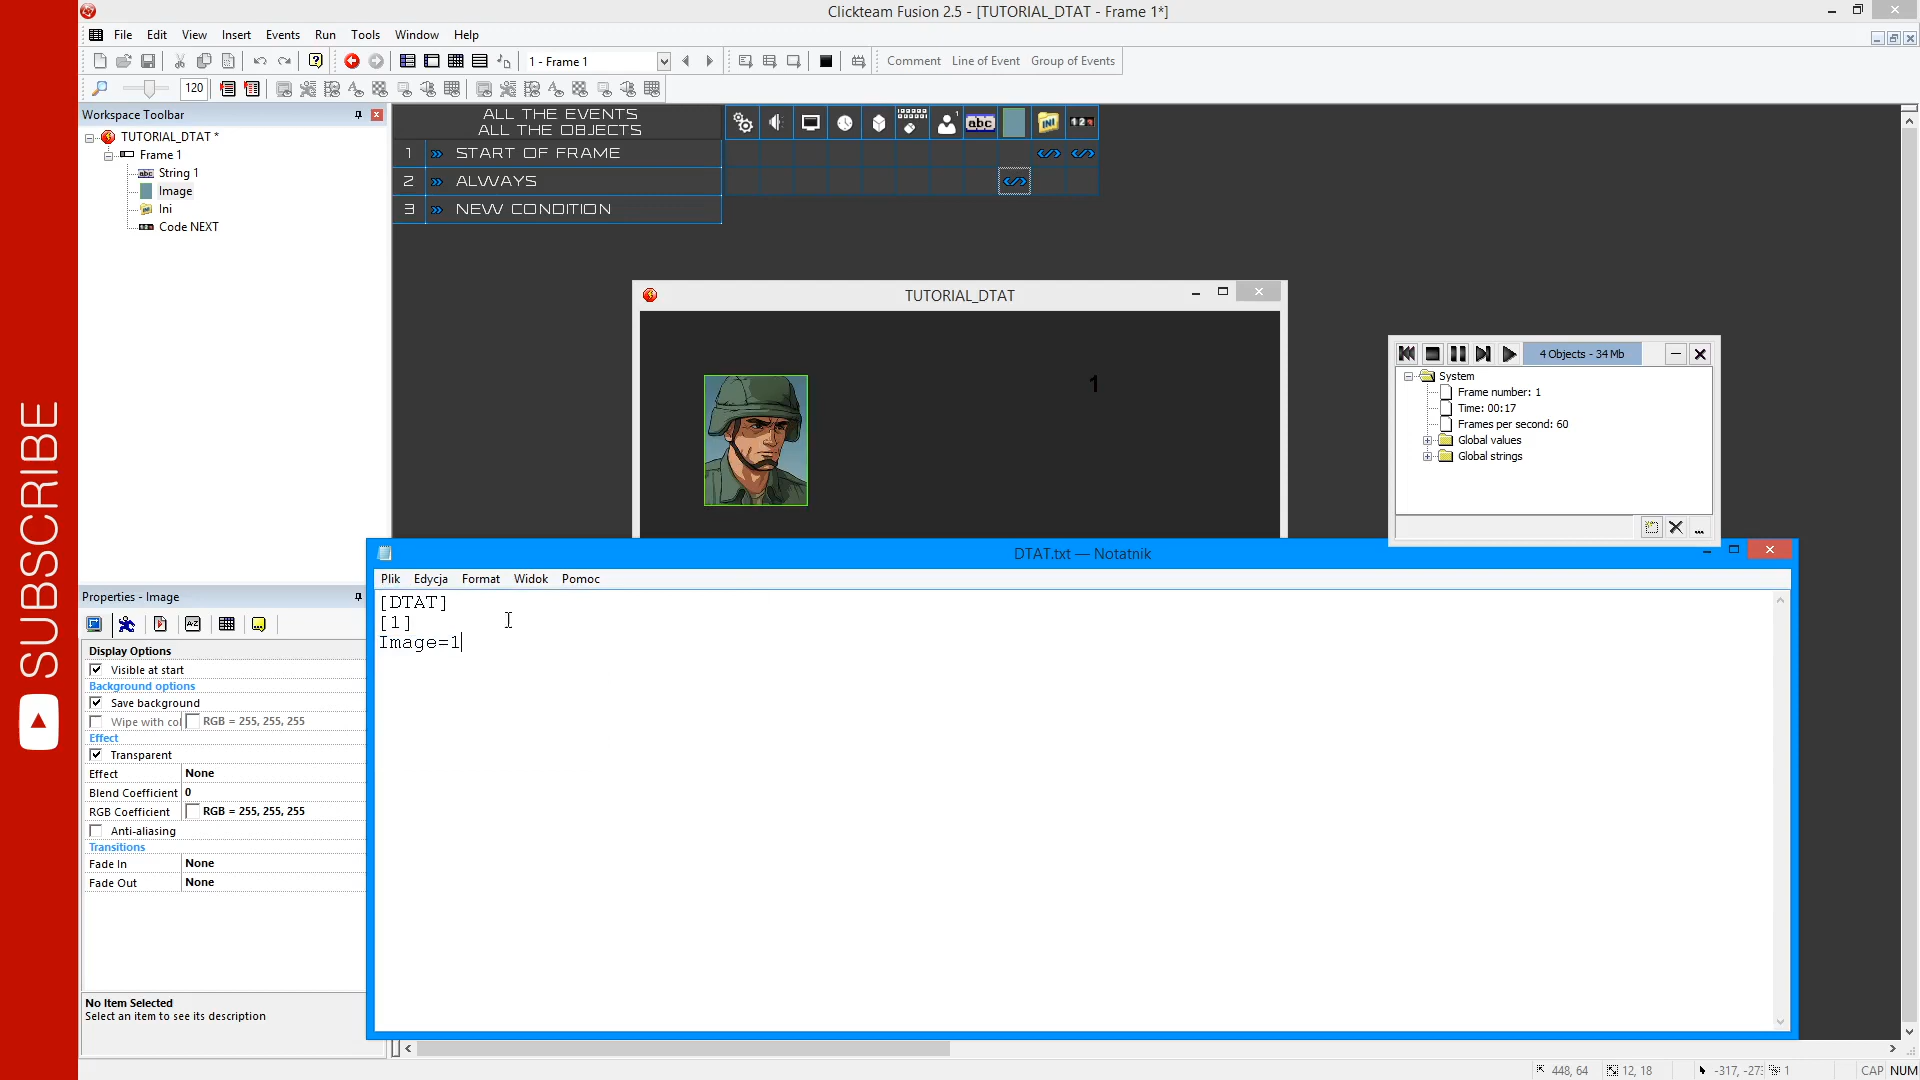 SUBSCRIBE
Clickteam Fusion 2.5 - [TUTORIAL_DTAT - Frame 1*]
File Edit View Insert Events Run Tools Window Help
1 - Frame 1
Comment Line of Event Group of Events
120
Workspace Toolbar
TUTORIAL_DTAT *
Frame 1
abc String 1
Image
Ini
Code NEXT
ALL THE EVENTS
ALL THE OBJECTS
abc
INI
1 START OF FRAME
2 ALWAYS
3 NEW CONDITION
TUTORIAL_DTAT
1
4 Objects - 34 Mb
System
Frame number: 1
Time: 00:17
Frames per second: 60
Global values
Global strings
DTAT.txt — Notatnik
Plik Edycja Format Widok Pomoc
[DTAT]
[1]
Image=1
Properties - Image
Display Options
Visible at start
Background options
Save background
Wipe with col RGB = 255, 255, 255
Effect
Transparent
Effect None
Blend Coefficient 0
RGB Coefficient RGB = 255, 255, 255
Anti-aliasing
Transitions
Fade In None
Fade Out None
No Item Selected
Select an item to see its description
448, 64 12, 18 -317, -27 1 CAP NUM